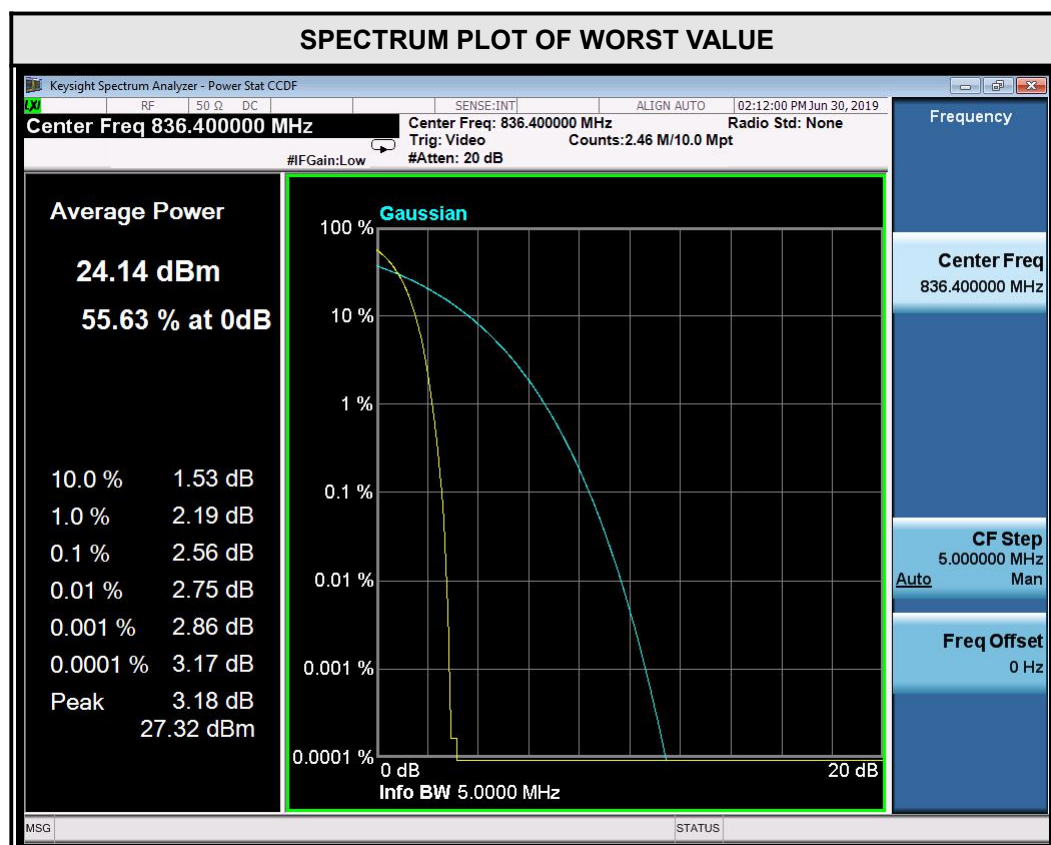 SPECTRUM PLOT OF WORST VALUE
Keysight Spectrum Analyzer - Power Stat CCDF
LXI RF 50 Ω DC SENSE:INT ALIGN AUTO 02:12:00 PM Jun 30, 2019
Center Freq 836.400000 MHz
Center Freq: 836.400000 MHz Radio Std: None
Trig: Video Counts:2.46 M/10.0 Mpt
#IFGain:Low #Atten: 20 dB
Average Power
24.14 dBm
55.63 % at 0dB
10.0 % 1.53 dB
1.0 % 2.19 dB
0.1 % 2.56 dB
0.01 % 2.75 dB
0.001 % 2.86 dB
0.0001 % 3.17 dB
Peak 3.18 dB
27.32 dBm
Gaussian
100 %
10 %
1 %
0.1 %
0.01 %
0.001 %
0.0001 %
0 dB 20 dB
Info BW 5.0000 MHz
Frequency
Center Freq
836.400000 MHz
CF Step
5.000000 MHz
Auto Man
Freq Offset
0 Hz
MSG STATUS